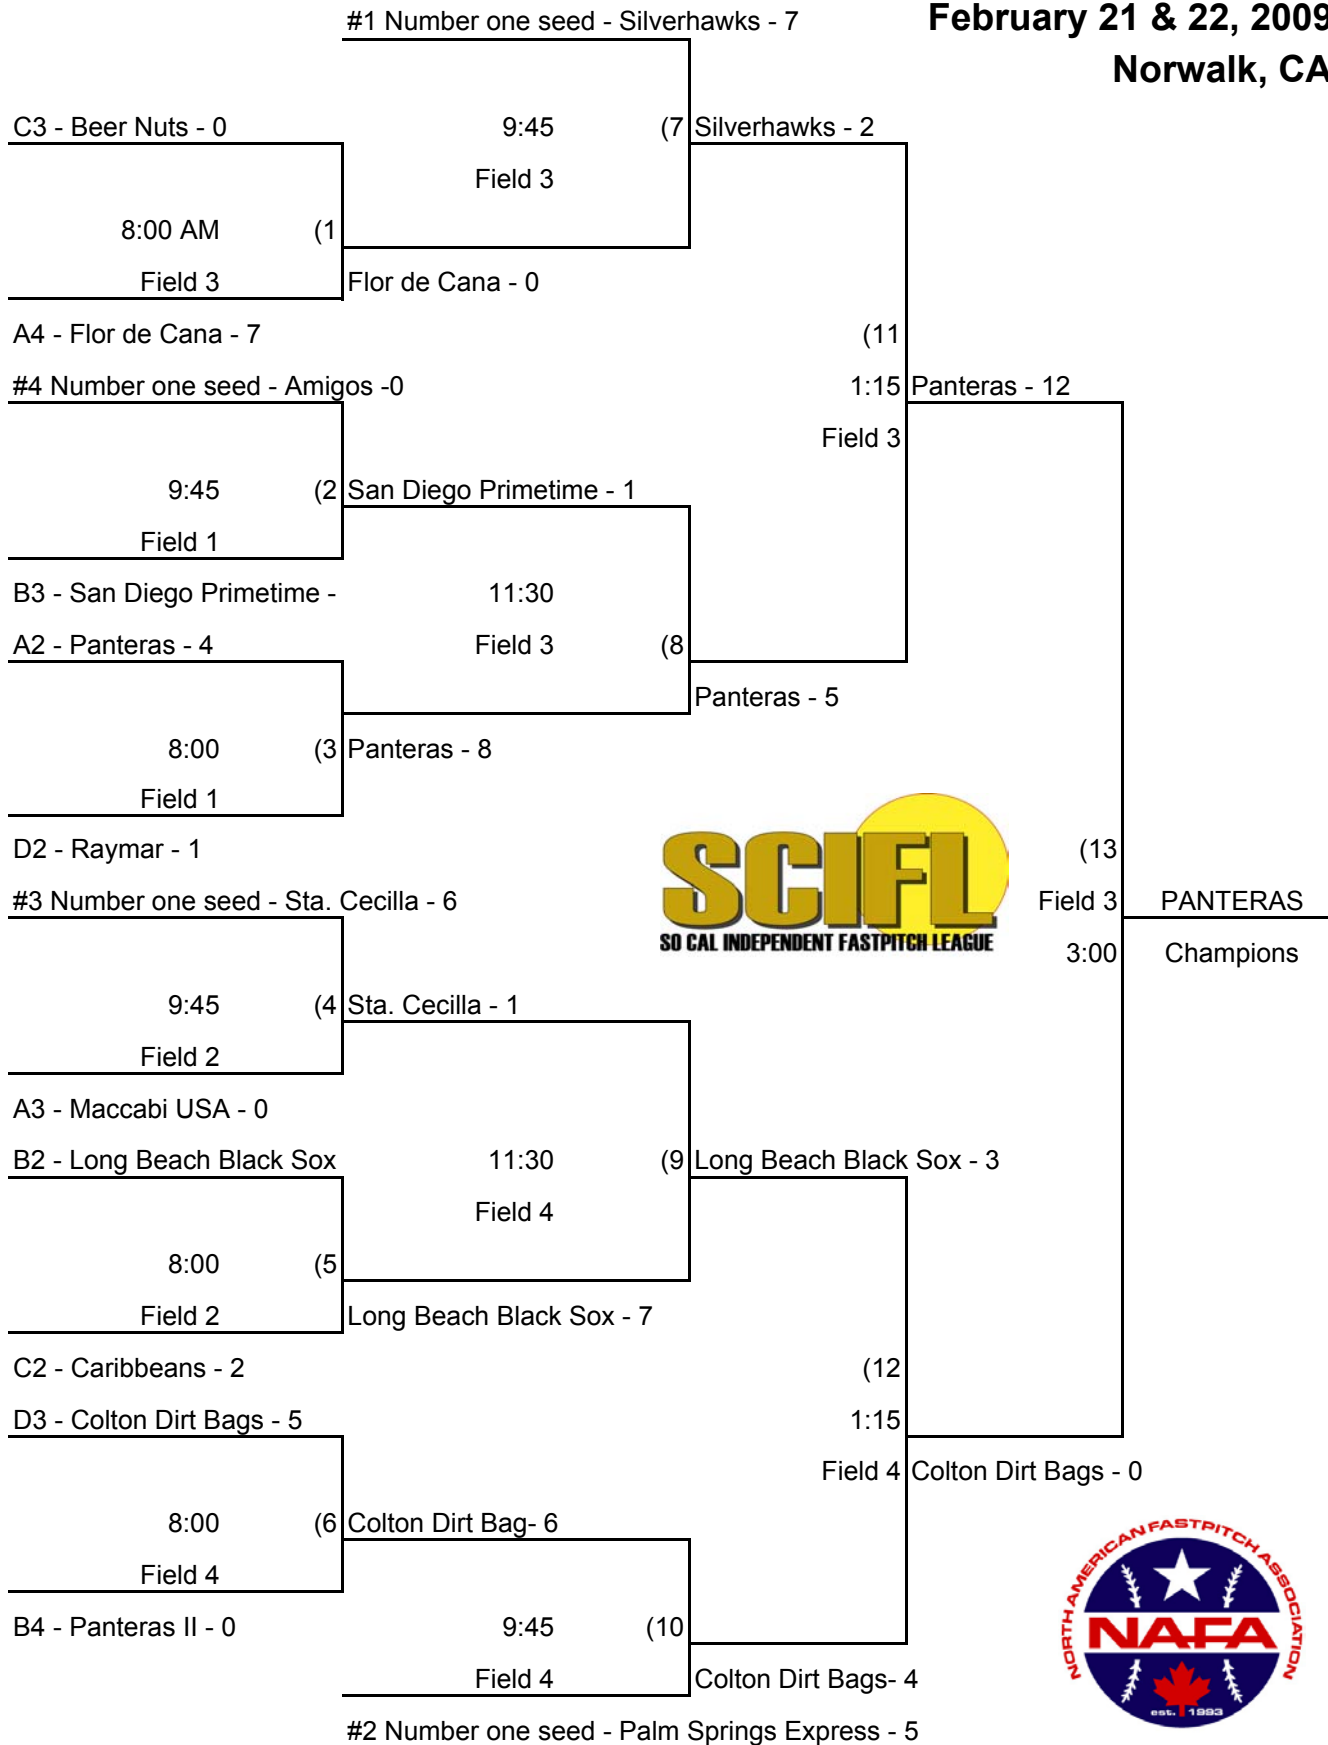 #1 Number one seed - Silverhawks - 7
February 21 & 22, 2009
Norwalk, CA
C3 - Beer Nuts - 0
9:45
(7
Silverhawks - 2
Field 3
8:00 AM
(1
Field 3
Flor de Cana - 0
A4 - Flor de Cana - 7
(11
#4 Number one seed - Amigos -0
1:15
Panteras - 12
Field 3
9:45
(2
San Diego Primetime - 1
Field 1
B3 - San Diego Primetime -
11:30
A2 - Panteras - 4
Field 3
(8
Panteras - 5
8:00
(3
Panteras - 8
Field 1
D2 - Raymar - 1
SCIFL
SO CAL INDEPENDENT FASTPITCH LEAGUE
(13
#3 Number one seed - Sta. Cecilla - 6
Field 3
PANTERAS
3:00
Champions
9:45
(4
Sta. Cecilla - 1
Field 2
A3 - Maccabi USA - 0
B2 - Long Beach Black Sox
11:30
(9
Long Beach Black Sox - 3
Field 4
8:00
(5
Field 2
Long Beach Black Sox - 7
C2 - Caribbeans - 2
(12
D3 - Colton Dirt Bags - 5
1:15
Field 4
Colton Dirt Bags - 0
8:00
(6
Colton Dirt Bag- 6
Field 4
B4 - Panteras II - 0
9:45
(10
Field 4
Colton Dirt Bags- 4
#2 Number one seed - Palm Springs Express - 5
NORTH AMERICAN FASTPITCH ASSOCIATION
NAFA
est. 1993